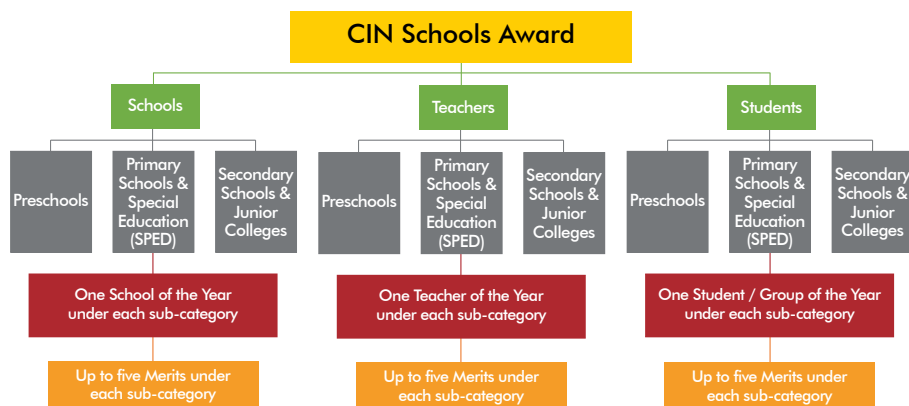 CIN Schools Award
Schools
Teachers
Students
Preschools
Primary
Schools &
Special
Education
(SPED)
Secondary
Schools &
Junior
Colleges
Preschools
Primary
Schools &
Special
Education
(SPED)
Secondary
Schools &
Junior
Colleges
Preschools
Primary
Schools &
Special
Education
(SPED)
Secondary
Schools &
Junior
Colleges
One School of the Year
under each sub-category
One Teacher of the Year
under each sub-category
One Student / Group of the Year
under each sub-category
Up to five Merits under
each sub-category
Up to five Merits under
each sub-category
Up to five Merits under
each sub-category